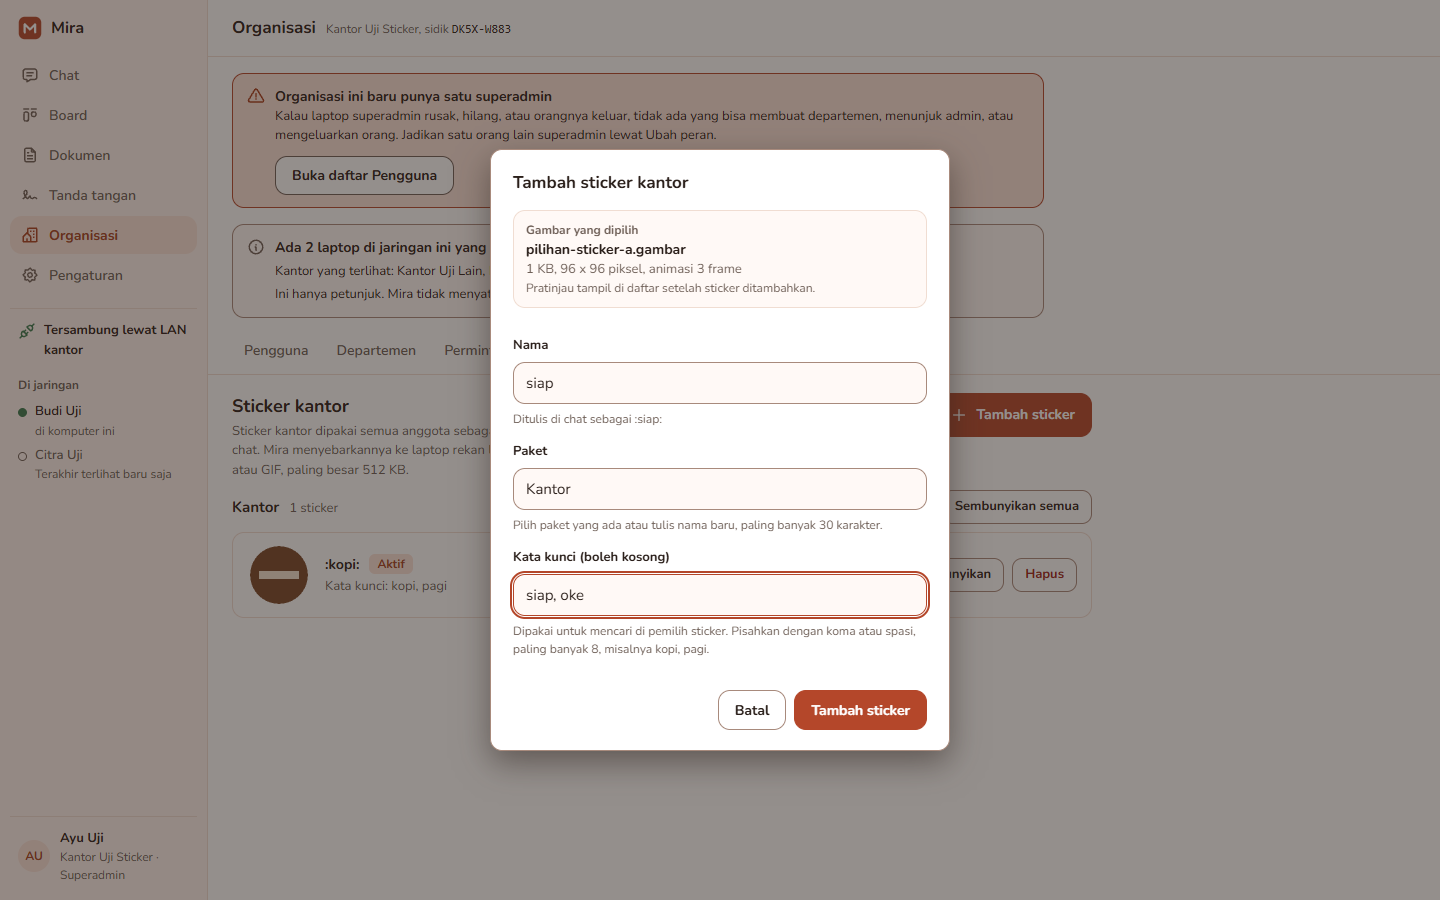 Mira
Chat
Board
Dokumen
Tanda tangan
Organisasi
Pengaturan
Tersambung lewat LAN
kantor
Di jaringan
Budi Uji
di komputer ini
Citra Uji
Terakhir terlihat baru saja
AU
Ayu Uji
Kantor Uji Sticker ·
Superadmin
Organisasi Kantor Uji Sticker, sidik DK5X-W883
Organisasi ini baru punya satu superadmin
Kalau laptop superadmin rusak, hilang, atau orangnya keluar, tidak ada yang bisa membuat departemen, menunjuk admin, atau
mengeluarkan orang. Jadikan satu orang lain superadmin lewat Ubah peran.
Buka daftar Pengguna
Ada 2 laptop di jaringan ini yang
Kantor yang terlihat: Kantor Uji Lain,
Ini hanya petunjuk. Mira tidak
Pengguna Departemen
Sticker kantor
Sticker kantor dipakai semua anggota
chat. Mira menyebarkannya ke laptop rekan
atau GIF, paling besar 512 KB.
Tambah sticker
Kantor 1 sticker
Sembunyikan semua
:kopi: Aktif
Kata kunci: kopi, pagi
Hapus
Tambah sticker kantor
Gambar yang dipilih
pilihan-sticker-a.gambar
1 KB, 96 x 96 piksel, animasi 3 frame
Pratinjau tampil di daftar setelah sticker ditambahkan.
Nama
siap
Ditulis di chat sebagai :siap:
Paket
Kantor
Pilih paket yang ada atau tulis nama baru, paling banyak 30 karakter.
Kata kunci (boleh kosong)
siap, oke
Dipakai untuk mencari di pemilih sticker. Pisahkan dengan koma atau spasi,
paling banyak 8, misalnya kopi, pagi.
Batal
Tambah sticker